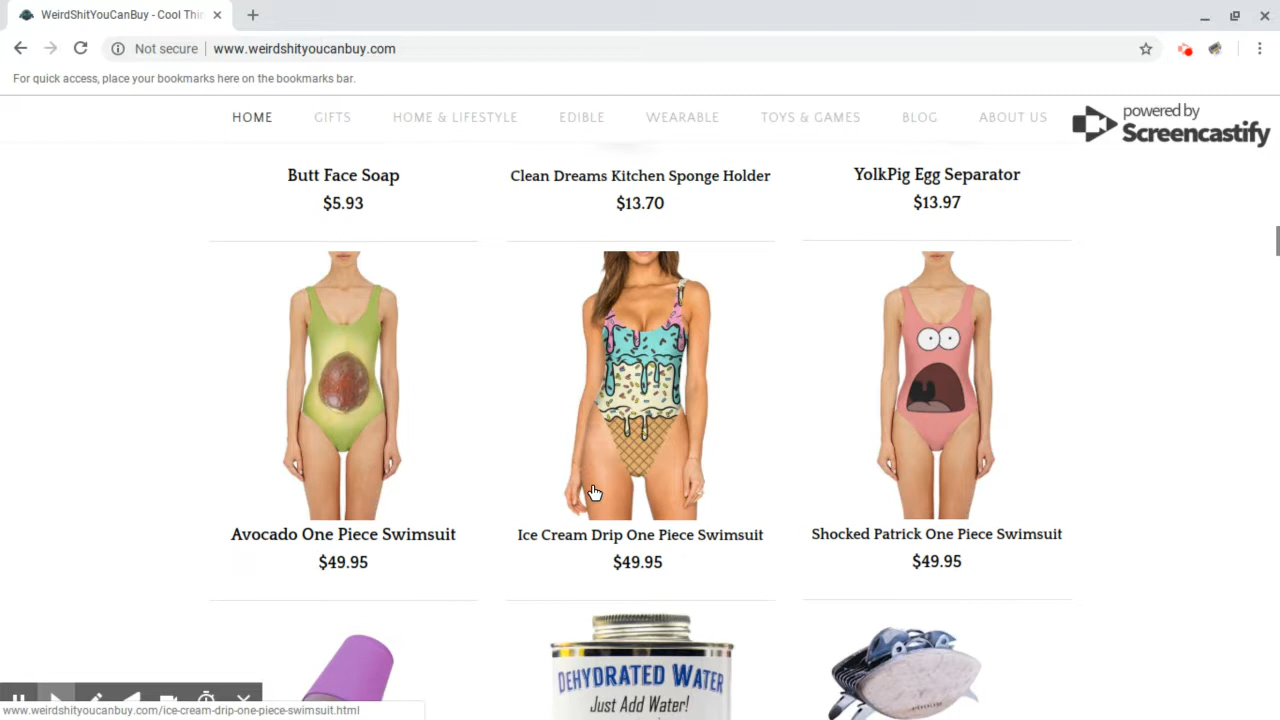 WeirdShitYouCanBuy - Cool Thin
Not secure www.weirdshityoucanbuy.com
For quick access, place your bookmarks here on the bookmarks bar.
HOME GIFTS HOME & LIFESTYLE EDIBLE WEARABLE TOYS & GAMES BLOG ABOUT US
powered by
Screencastify
Butt Face Soap Clean Dreams Kitchen Sponge Holder YolkPig Egg Separator
$5.93 $13.70 $13.97
Avocado One Piece Swimsuit Ice Cream Drip One Piece Swimsuit Shocked Patrick One Piece Swimsuit
$49.95 $49.95 $49.95
DEHYDRATED WATER
Just Add Water!
www.weirdshityoucanbuy.com/ice-cream-drip-one-piece-swimsuit.html